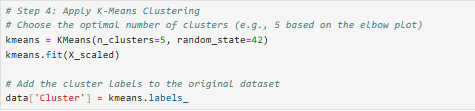 # Step 4: Apply K-Means Clustering
# Choose the optimal number of clusters (e.g., 5 based on the elbow plot)
kmeans = KMeans(n_clusters=5, random_state=42)
kmeans.fit(X_scaled)
# Add the cluster labels to the original dataset
data['Cluster'] = kmeans.labels_